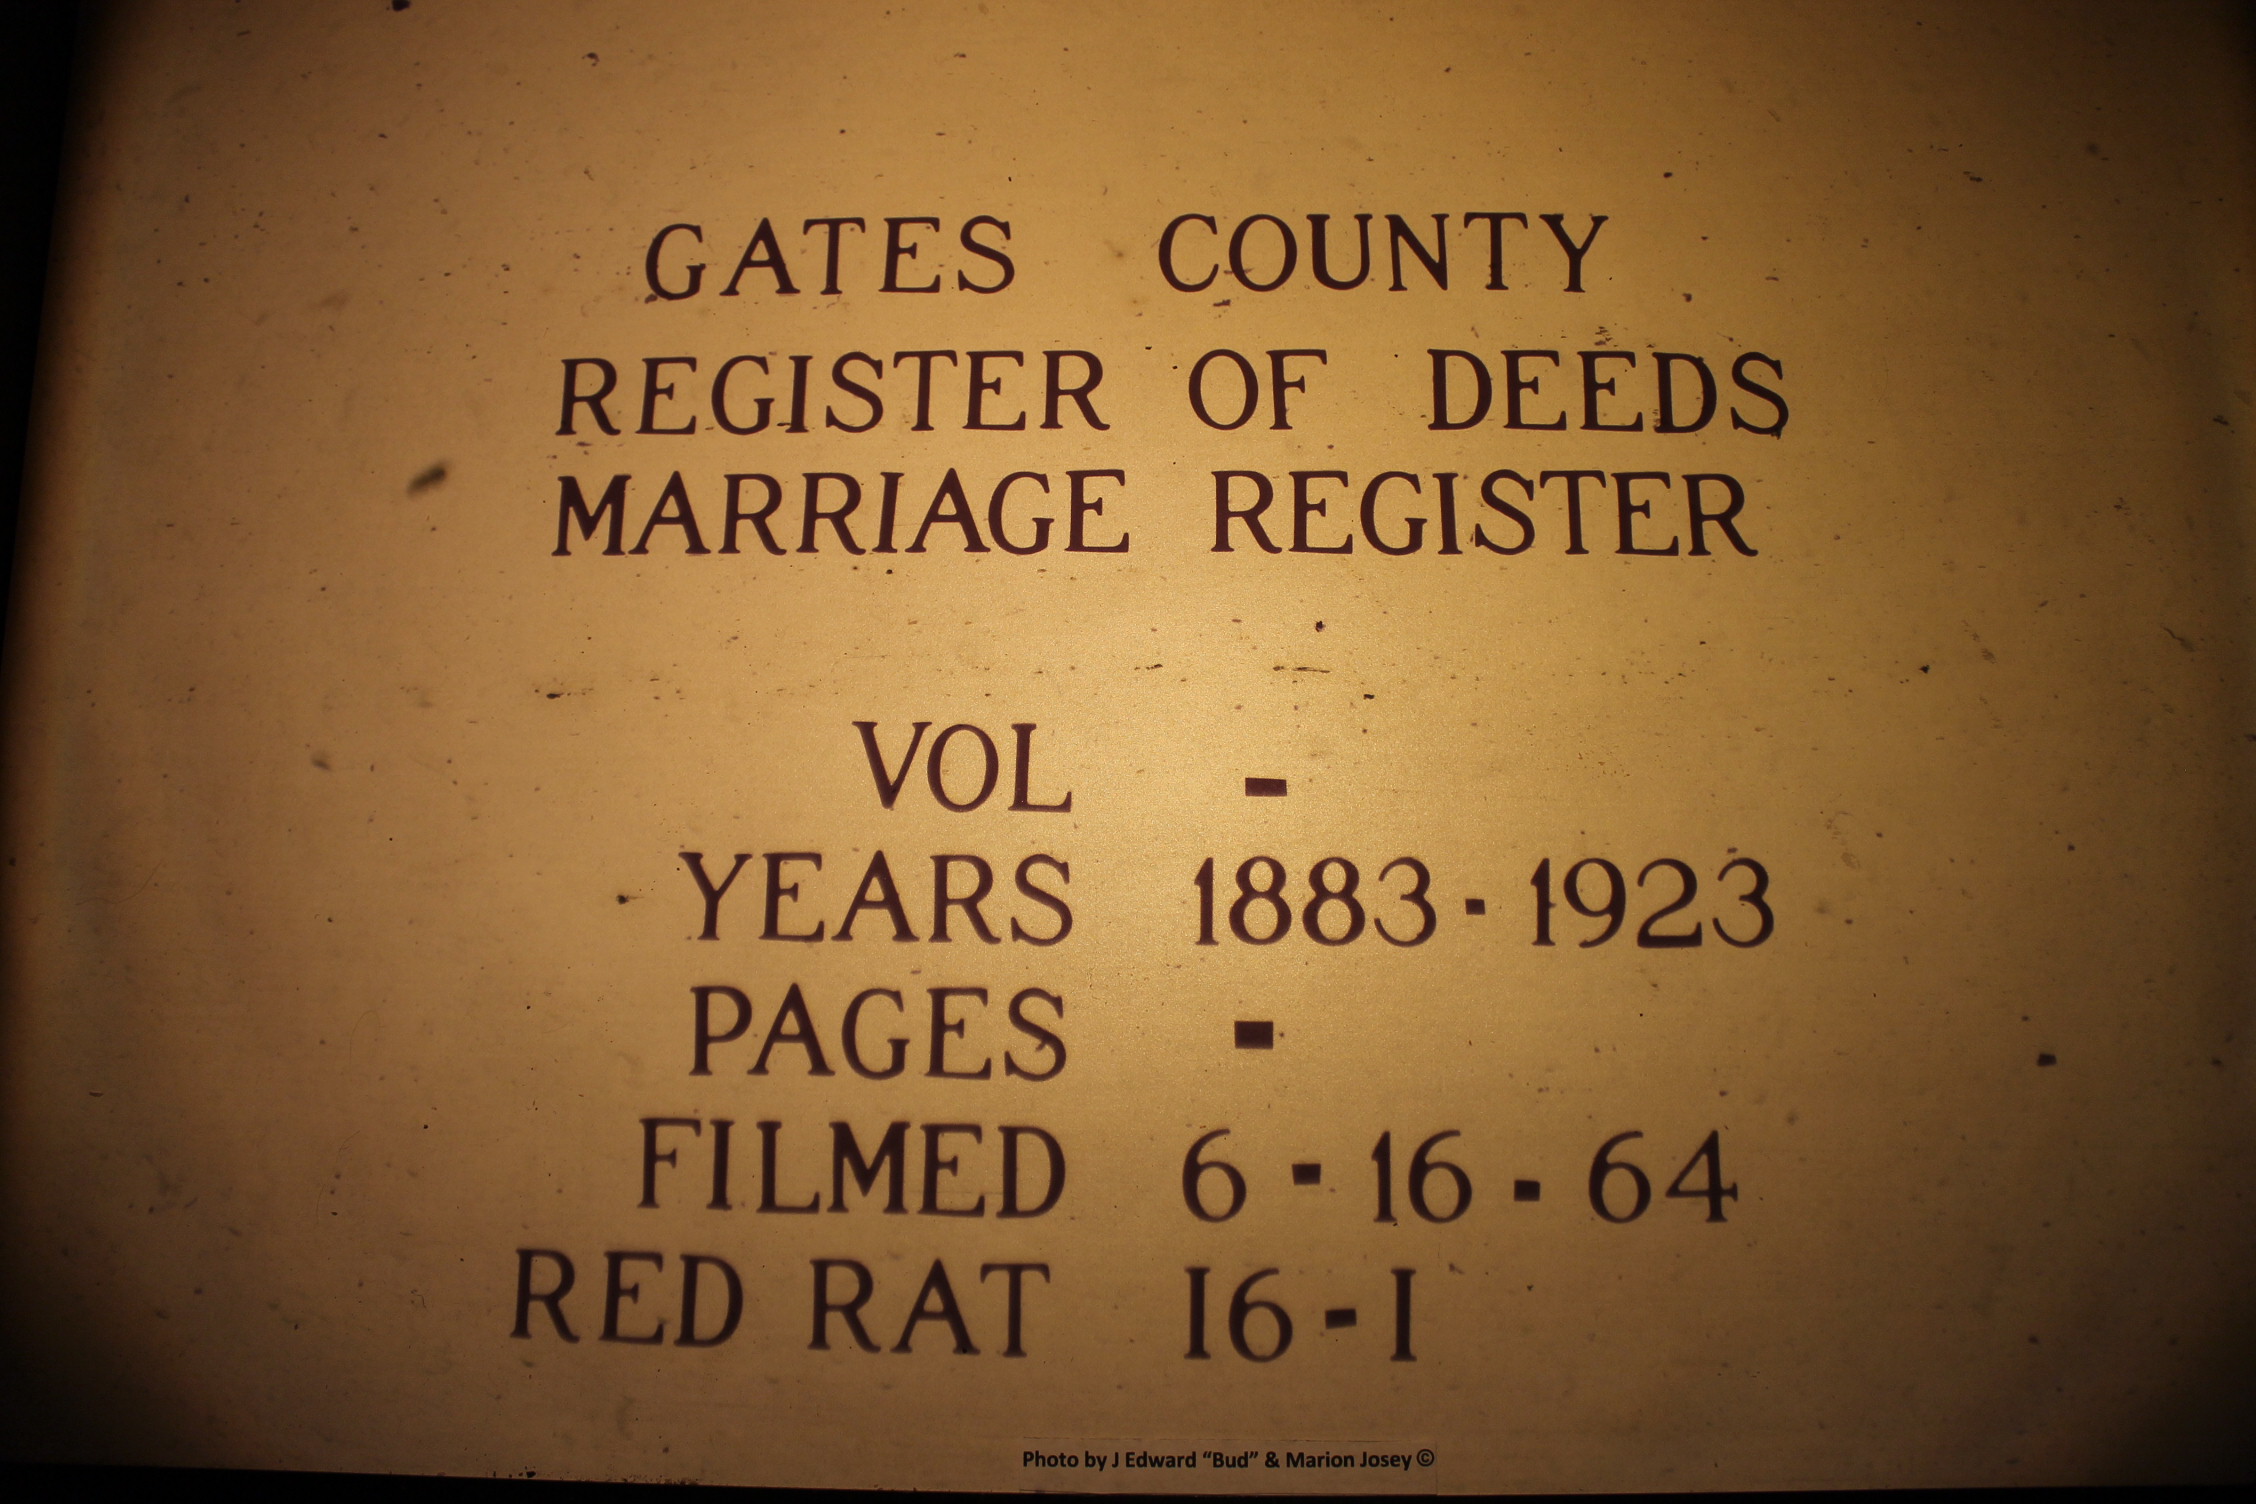 GATES COUNTY
REGISTER OF DEEDS
MARRIAGE REGISTER
VOL -
YEARS 1883-1923
PAGES -
FILMED 6-16-64
RED RAT 16-1
Photo by J Edward “Bud” & Marion Josey ©